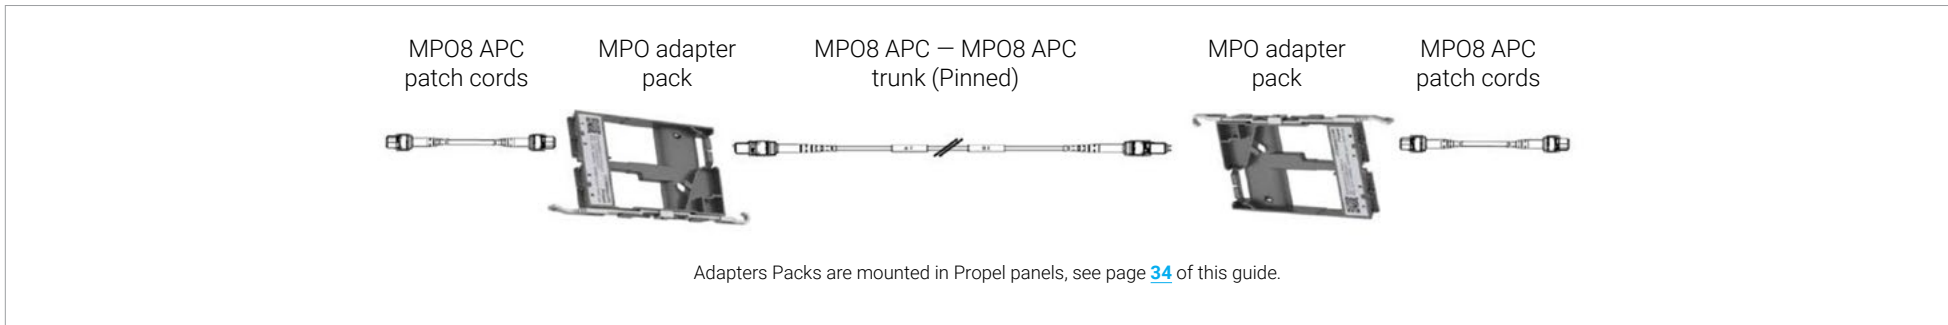 MPO8 APC
patch cords
MPO adapter
pack
MPO8 APC — MPO8 APC
trunk (Pinned)
MPO adapter
pack
MPO8 APC
patch cords
Adapters Packs are mounted in Propel panels, see page 34 of this guide.